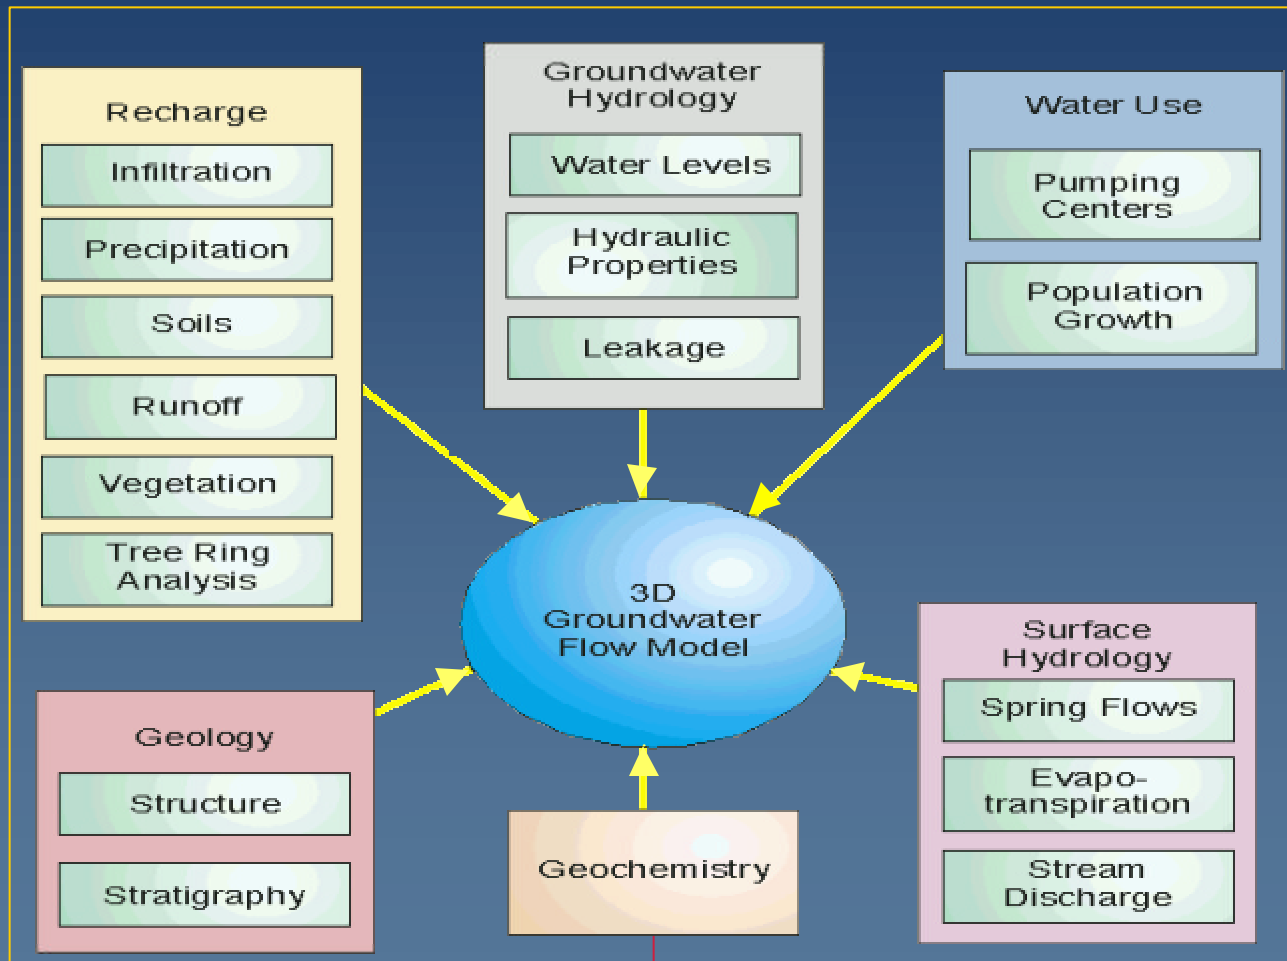 Recharge
Infiltration
Precipitation
Soils
Runoff
Vegetation
Tree Ring
Analysis
Groundwater
Hydrology
Water Levels
Hydraulic
Properties
Leakage
Water Use
Pumping
Centers
Population
Growth
3D
Groundwater
Flow Model
Geology
Structure
Stratigraphy
Geochemistry
Surface
Hydrology
Spring Flows
Evapo-
transpiration
Stream
Discharge